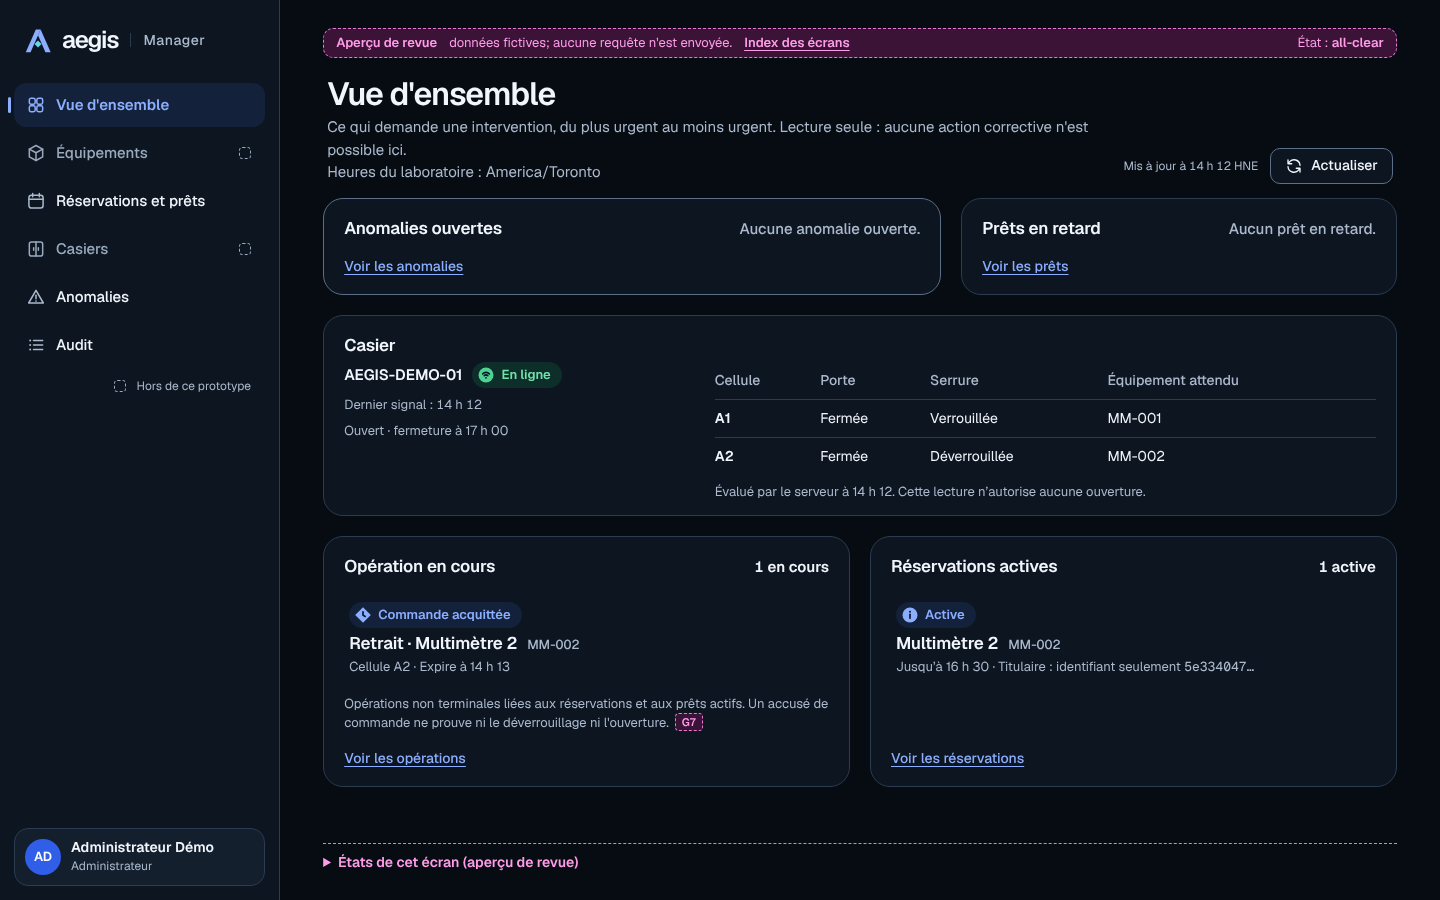 aegis Manager
Vue d'ensemble
Équipements
Réservations et prêts
Casiers
Anomalies
Audit
Hors de ce prototype
AD
Administrateur Démo
Administrateur
Aperçu de revue données fictives; aucune requête n'est envoyée. Index des écrans État : all-clear
Vue d'ensemble
Ce qui demande une intervention, du plus urgent au moins urgent. Lecture seule : aucune action corrective n'est
possible ici.
Heures du laboratoire : America/Toronto
Mis à jour à 14 h 12 HNE Actualiser
Anomalies ouvertes Aucune anomalie ouverte.
Voir les anomalies
Prêts en retard Aucun prêt en retard.
Voir les prêts
Casier
AEGIS-DEMO-01 En ligne
Dernier signal : 14 h 12
Ouvert · fermeture à 17 h 00
Cellule Porte Serrure Équipement attendu
A1 Fermée Verrouillée MM-001
A2 Fermée Déverrouillée MM-002
Évalué par le serveur à 14 h 12. Cette lecture n'autorise aucune ouverture.
Opération en cours 1 en cours
Commande acquittée
Retrait · Multimètre 2 MM-002
Cellule A2 · Expire à 14 h 13
Opérations non terminales liées aux réservations et aux prêts actifs. Un accusé de
commande ne prouve ni le déverrouillage ni l'ouverture. G7
Voir les opérations
Réservations actives 1 active
Active
Multimètre 2 MM-002
Jusqu'à 16 h 30 · Titulaire : identifiant seulement 5e334047…
Voir les réservations
États de cet écran (aperçu de revue)